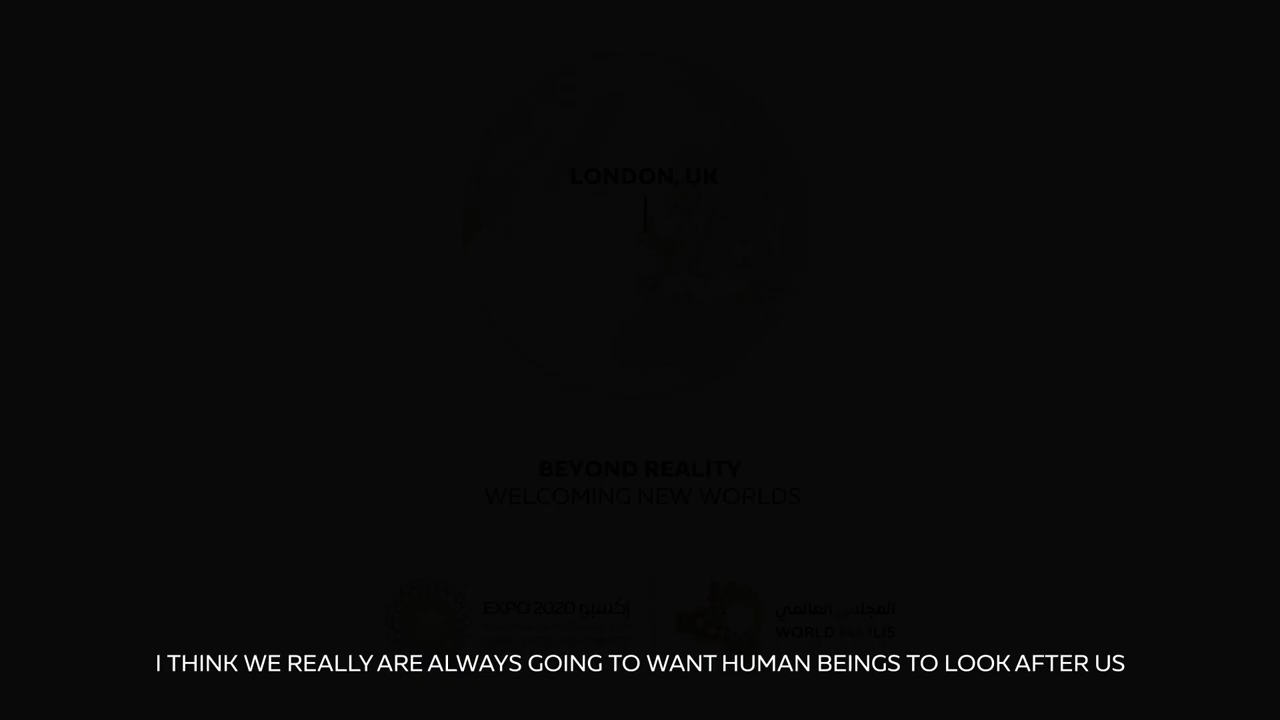 LONDON, UK
BEYOND REALITY
WELCOMING NEW WORLDS
EXPO 2020 إكسبو
المجلس العالمي
WORLD MAJLIS
I THINK WE REALLY ARE ALWAYS GOING TO WANT HUMAN BEINGS TO LOOK AFTER US